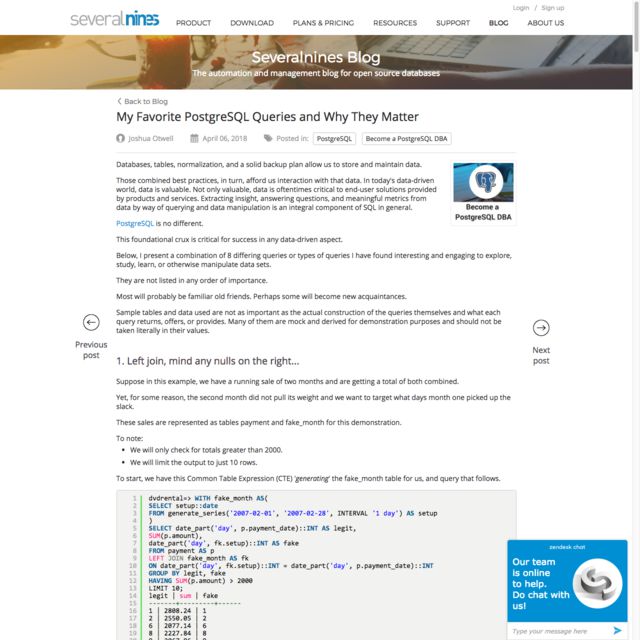 Login / Sign up
severalnines PRODUCT DOWNLOAD PLANS & PRICING RESOURCES SUPPORT BLOG ABOUT US
Severalnines Blog
The automation and management blog for open source databases
Back to Blog
My Favorite PostgreSQL Queries and Why They Matter
Joshua Otwell April 06, 2018 Posted in: PostgreSQL Become a PostgreSQL DBA
Databases, tables, normalization, and a solid backup plan allow us to store and maintain data.
Those combined best practices, in turn, afford us interaction with that data. In today's data-driven
world, data is valuable. Not only valuable, data is oftentimes critical to end-user solutions provided
by products and services. Extracting insight, answering questions, and meaningful metrics from
data by way of querying and data manipulation is an integral component of SQL in general.
Become a
PostgreSQL DBA
PostgreSQL is no different.
This foundational crux is critical for success in any data-driven aspect.
Below, I present a combination of 8 differing queries or types of queries I have found interesting and engaging to explore,
study, learn, or otherwise manipulate data sets.
They are not listed in any order of importance.
Most will probably be familiar old friends. Perhaps some will become new acquaintances.
Sample tables and data used are not as important as the actual construction of the queries themselves and what each
query returns, offers, or provides. Many of them are mock and derived for demonstration purposes and should not be
taken literally in their values.
Previous
post
Next
post
1. Left join, mind any nulls on the right...
Suppose in this example, we have a running sale of two months and are getting a total of both combined.
Yet, for some reason, the second month did not pull its weight and we want to target what days month one picked up the
slack.
These sales are represented as tables payment and fake_month for this demonstration.
To note:
• We will only check for totals greater than 2000.
• We will limit the output to just 10 rows.
To start, we have this Common Table Expression (CTE) 'generating' the fake_month table for us, and query that follows.
1 dvdrental=> WITH fake_month AS(
2 SELECT setup::date
3 FROM generate_series('2007-02-01', '2007-02-28', INTERVAL '1 day') AS setup
4 )
5 SELECT date_part('day', p.payment_date)::INT AS legit,
6 SUM(p.amount),
7 date_part('day', fk.setup)::INT AS fake
8 FROM payment AS p
9 LEFT JOIN fake_month AS fk
10 ON date_part('day', fk.setup)::INT = date_part('day', p.payment_date)::INT
11 GROUP BY legit, fake
12 HAVING SUM(p.amount) > 2000
13 LIMIT 10;
14 legit | sum | fake
15 -------+---------+------
16 1 | 2808.24 | 1
17 2 | 2550.05 | 2
18 6 | 2077.14 | 6
19 8 | 2227.84 | 8
zendesk chat
Our team
is online
to help.
Do chat with
us!
Type your message here